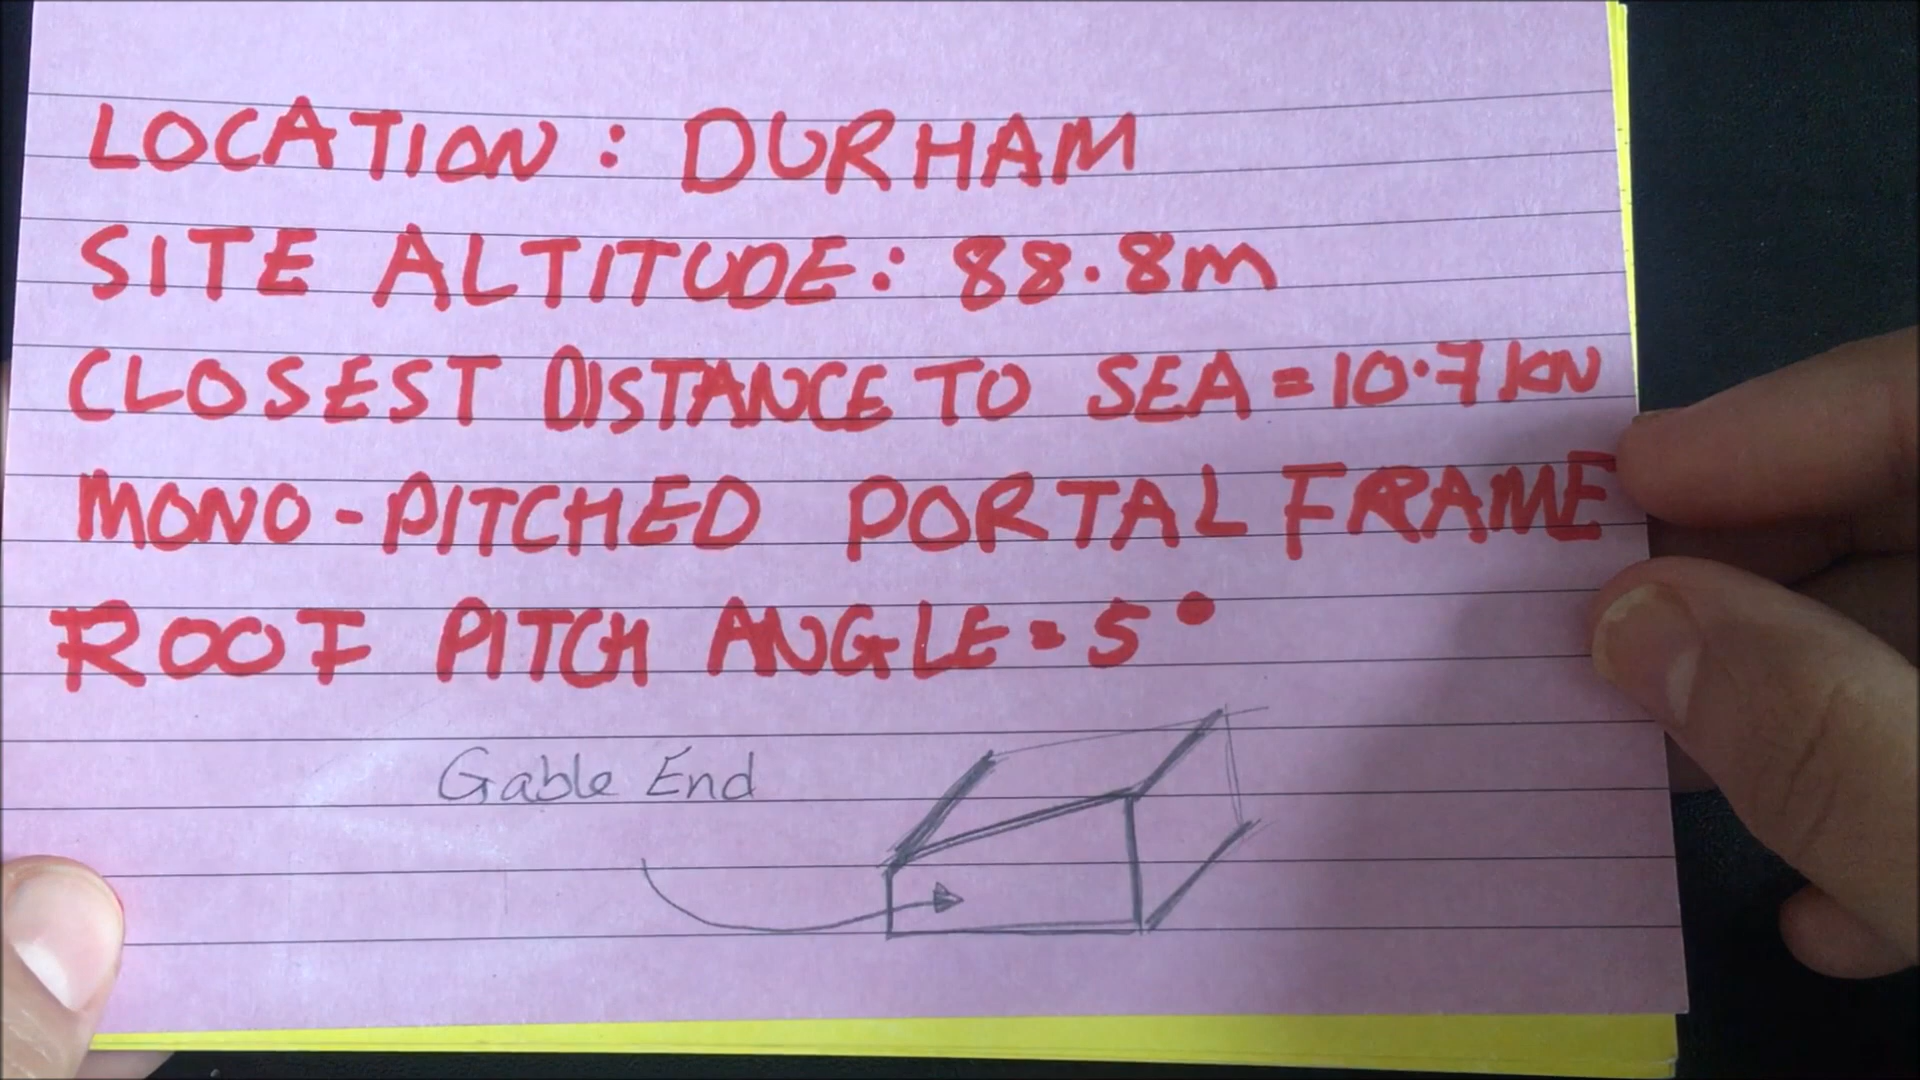 LOCATION : DURHAM
SITE ALTITUDE: 88.8m
CLOSEST DISTANCE TO SEA = 10.7 KN
MONO-PITCHED PORTAL FRAME
ROOF PITCH ANGLE = 5°
Gable End